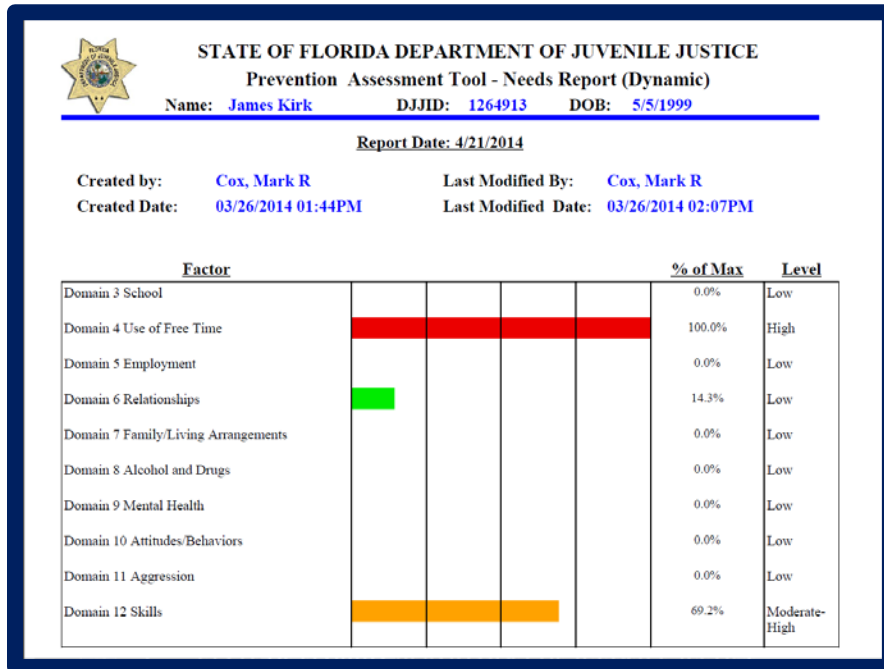 STATE OF FLORIDA DEPARTMENT OF JUVENILE JUSTICE
Prevention Assessment Tool - Needs Report (Dynamic)
Name: James Kirk DJJID: 1264913 DOB: 5/5/1999
Report Date: 4/21/2014
Created by: Cox, Mark R Last Modified By: Cox, Mark R
Created Date: 03/26/2014 01:44PM Last Modified Date: 03/26/2014 02:07PM
Factor % of Max Level
Domain 3 School 0.0% Low
Domain 4 Use of Free Time 100.0% High
Domain 5 Employment 0.0% Low
Domain 6 Relationships 14.3% Low
Domain 7 Family/Living Arrangements 0.0% Low
Domain 8 Alcohol and Drugs 0.0% Low
Domain 9 Mental Health 0.0% Low
Domain 10 Attitudes/Behaviors 0.0% Low
Domain 11 Aggression 0.0% Low
Domain 12 Skills 69.2% Moderate-
High